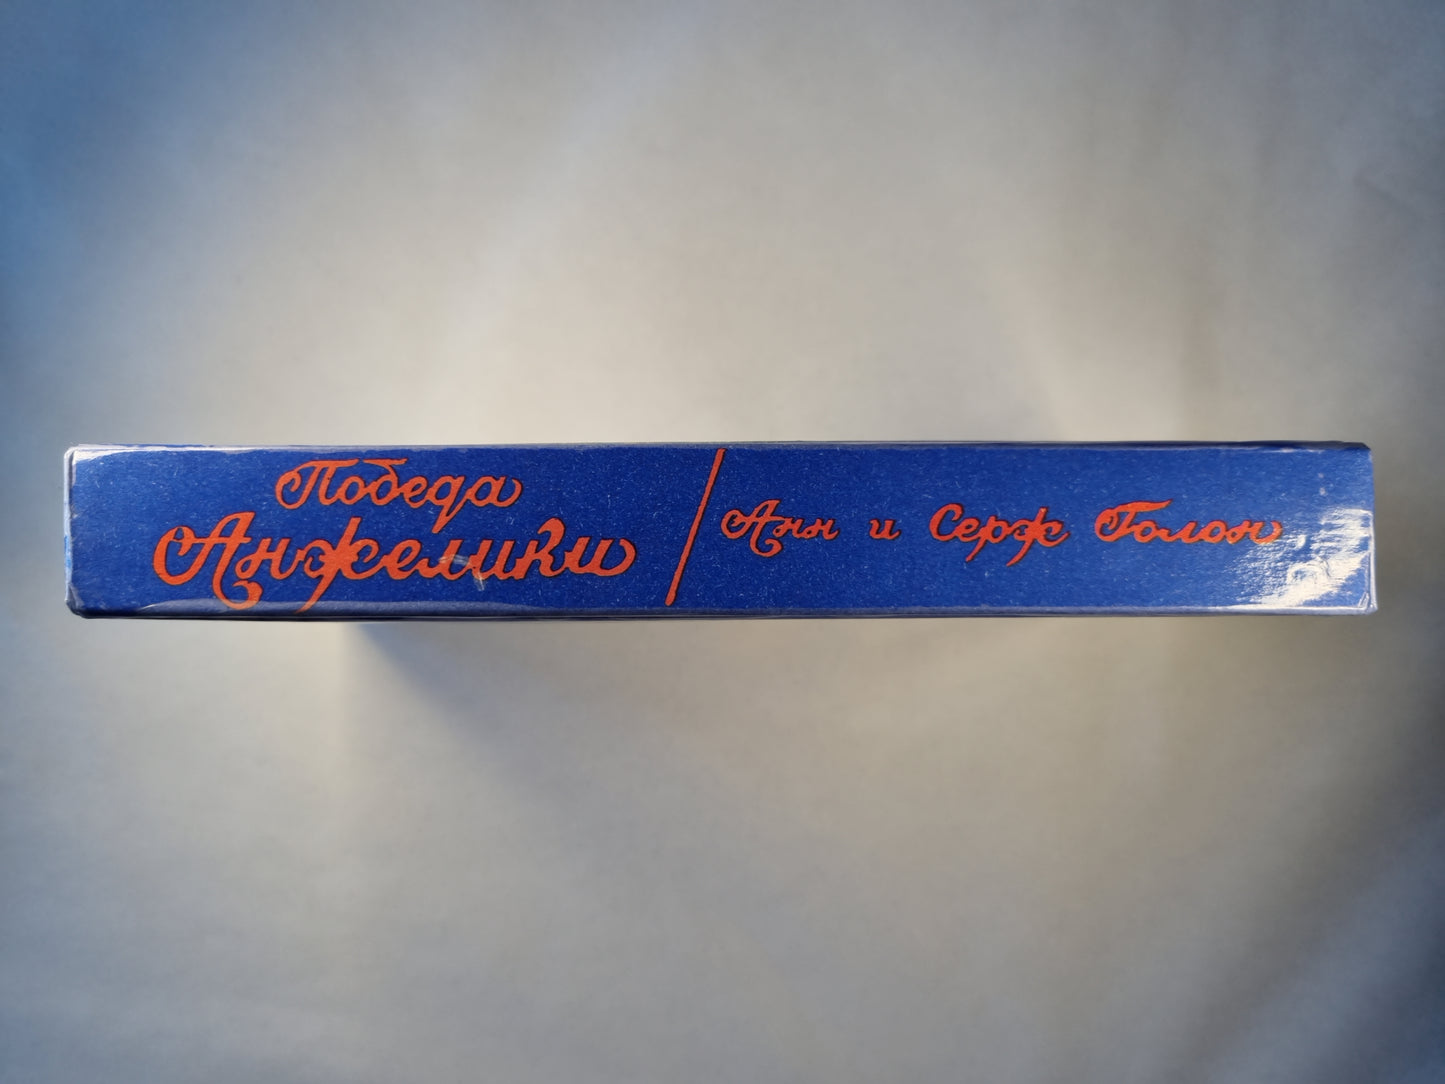 Победа
Анжелики
Анн и Серж Голон